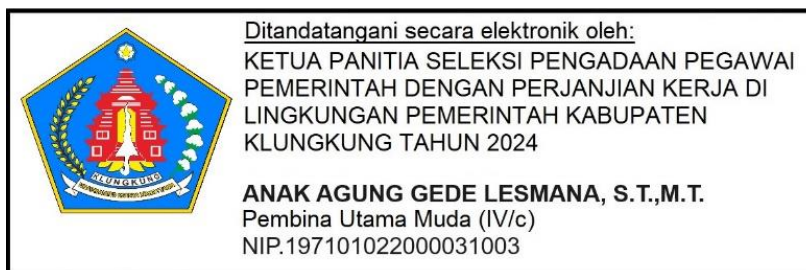 Ditandatangani secara elektronik oleh:
KETUA PANITIA SELEKSI PENGADAAN PEGAWAI
PEMERINTAH DENGAN PERJANJIAN KERJA DI
LINGKUNGAN PEMERINTAH KABUPATEN
KLUNGKUNG TAHUN 2024
ANAK AGUNG GEDE LESMANA, S.T.,M.T.
Pembina Utama Muda (IV/c)
NIP.197101022000031003
KLUNGKUNG